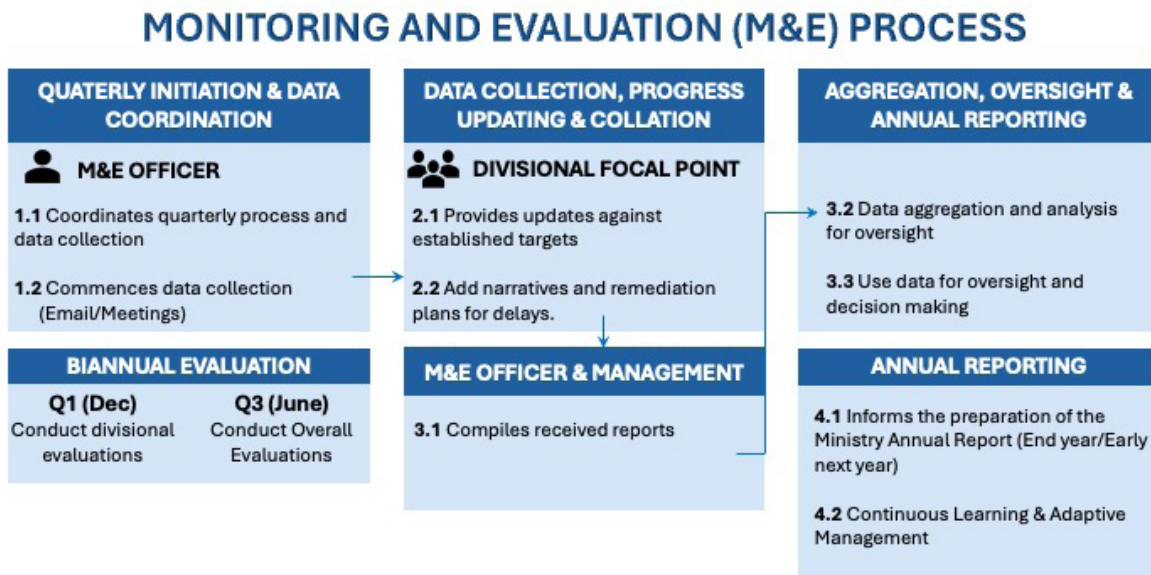 MONITORING AND EVALUATION (M&E) PROCESS
QUATERLY INITIATION & DATA
COORDINATION
M&E OFFICER
1.1 Coordinates quarterly process and
data collection
1.2 Commences data collection
(Email/Meetings)
BIANNUAL EVALUATION
Q1 (Dec)
Conduct divisional
evaluations
Q3 (June)
Conduct Overall
Evaluations
DATA COLLECTION, PROGRESS
UPDATING & COLLATION
DIVISIONAL FOCAL POINT
2.1 Provides updates against
established targets
2.2 Add narratives and remediation
plans for delays.
M&E OFFICER & MANAGEMENT
3.1 Compiles received reports
AGGREGATION, OVERSIGHT &
ANNUAL REPORTING
3.2 Data aggregation and analysis
for oversight
3.3 Use data for oversight and
decision making
ANNUAL REPORTING
4.1 Informs the preparation of the
Ministry Annual Report (End year/Early
next year)
4.2 Continuous Learning & Adaptive
Management